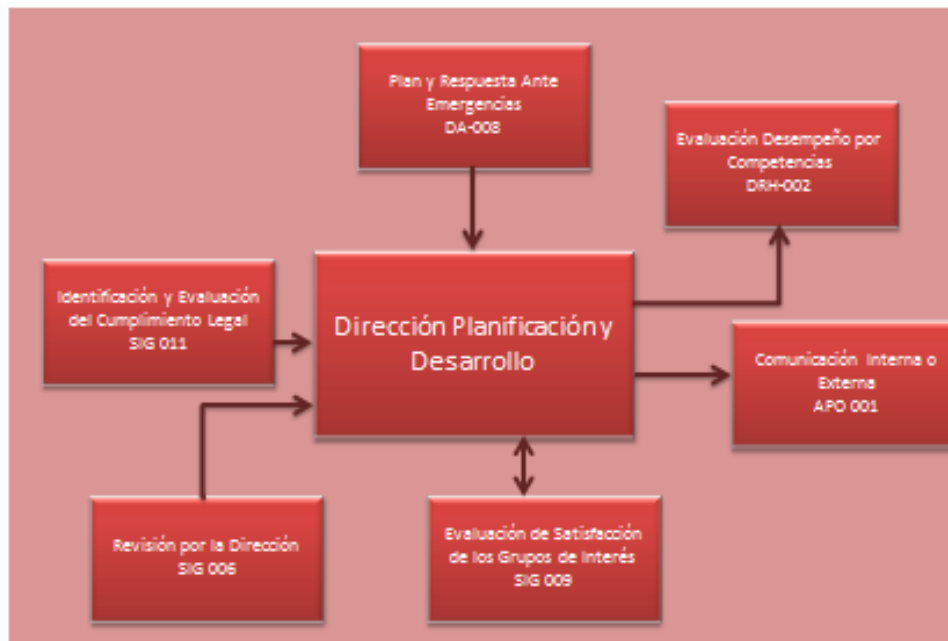 Plan y Respuesta Ante
Emergencias
DA-008
Evaluación Desempeño por
Competencias
DRH-002
Identificación y Evaluación
del Cumplimiento Legal
SIG 011
Dirección Planificación y
Desarrollo
Comunicación Interna o
Externa
APO 001
Revisión por la Dirección
SIG 006
Evaluación de Satisfacción
de los Grupos de Interés
SIG 009